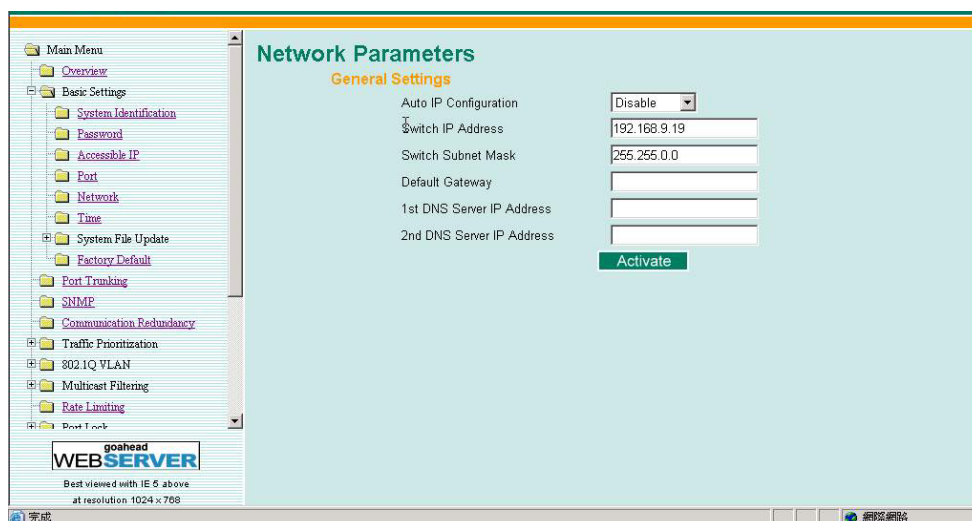 Main Menu
Overview
Basic Settings
System Identification
Password
Accessible IP
Port
Network
Time
System File Update
Factory Default
Port Trunking
SNMP
Communication Redundancy
Traffic Prioritization
802.1Q VLAN
Multicast Filtering
Rate Limiting
Port Lock
goahead
WEBSERVER
Best viewed with IE 5 above
at resolution 1024 x 768
Network Parameters
General Settings
Auto IP Configuration Disable
Switch IP Address 192.168.9.19
Switch Subnet Mask 255.255.0.0
Default Gateway
1st DNS Server IP Address
2nd DNS Server IP Address
Activate
完成
網際網路